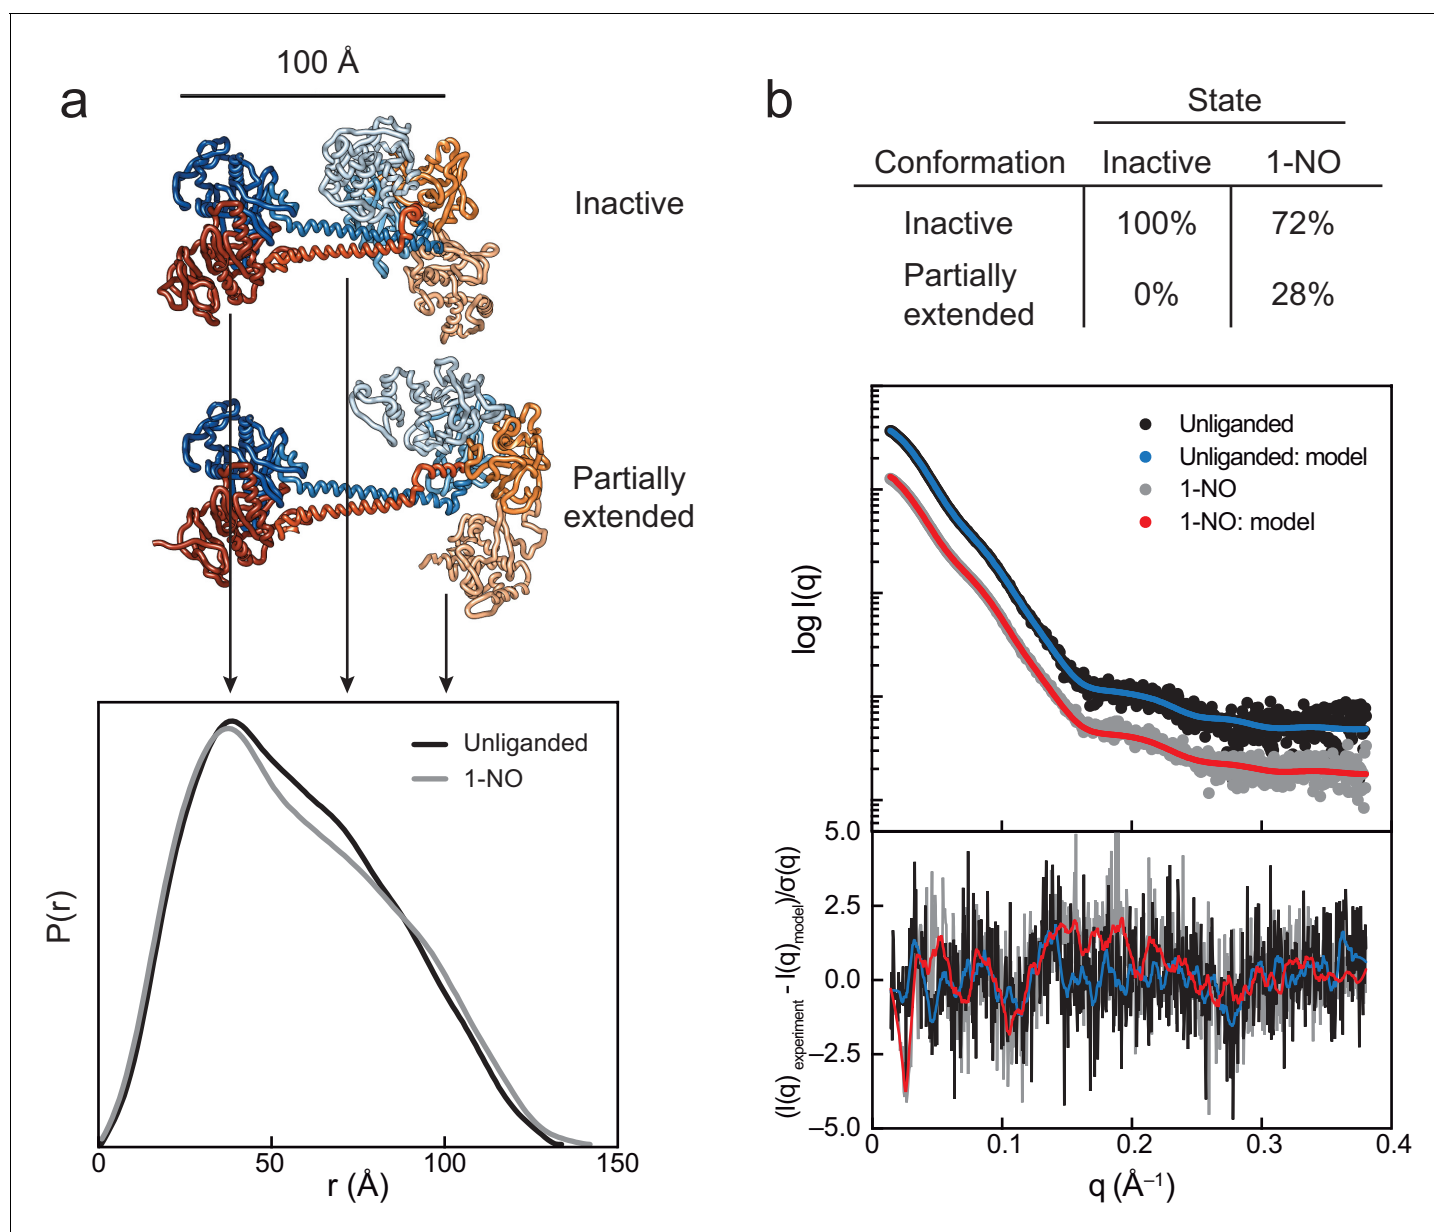 a
100 Å
Inactive
Partially
extended
Unliganded
1-NO
P(r)
0
50
100
150
r (Å)
b
State
Conformation Inactive 1-NO
Inactive 100% 72%
Partially
extended 0% 28%
Unliganded
Unliganded: model
1-NO
1-NO: model
log I(q)
5.0
2.5
0.0
−2.5
−5.0
(I(q) experiment - I(q)model)/σ(q)
0
0.1
0.2
0.3
0.4
q (Å−1)